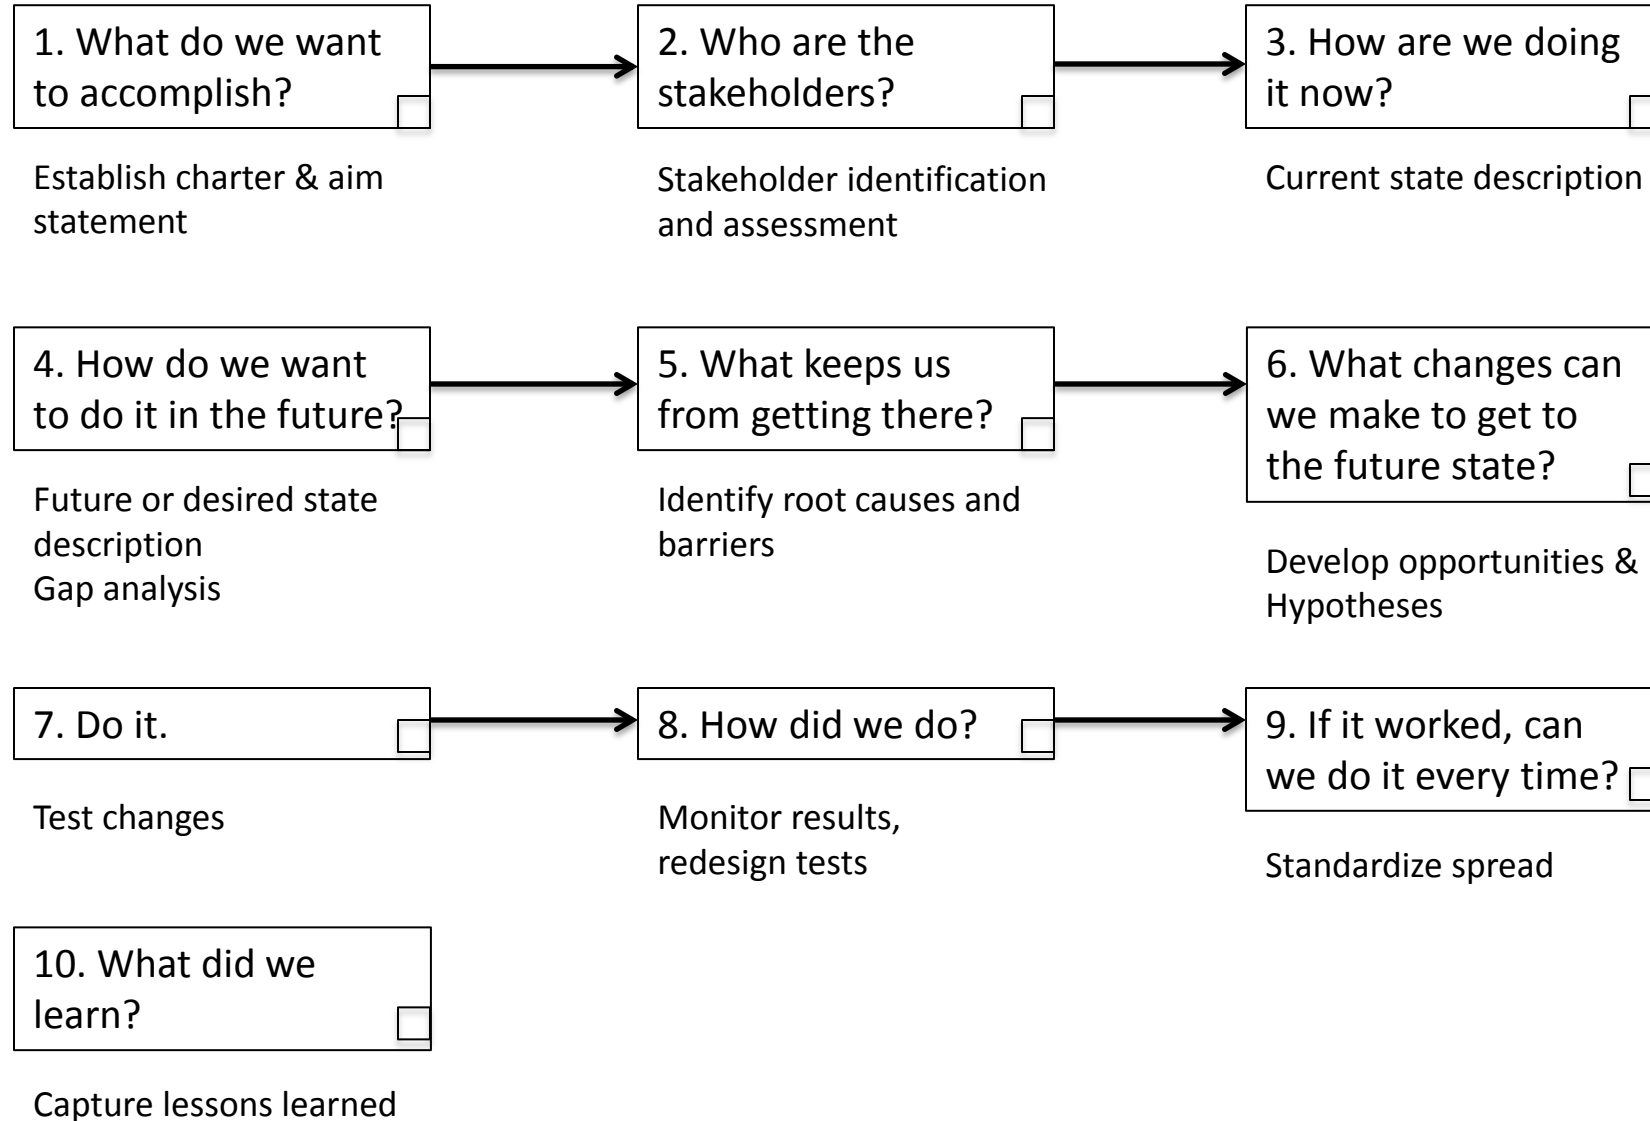 1. What do we want
to accomplish?
Establish charter & aim
statement
2. Who are the
stakeholders?
Stakeholder identification
and assessment
3. How are we doing
it now?
Current state description
4. How do we want
to do it in the future?
Future or desired state
description
Gap analysis
5. What keeps us
from getting there?
Identify root causes and
barriers
6. What changes can
we make to get to
the future state?
Develop opportunities &
Hypotheses
7. Do it.
Test changes
8. How did we do?
Monitor results,
redesign tests
9. If it worked, can
we do it every time?
Standardize spread
10. What did we
learn?
Capture lessons learned